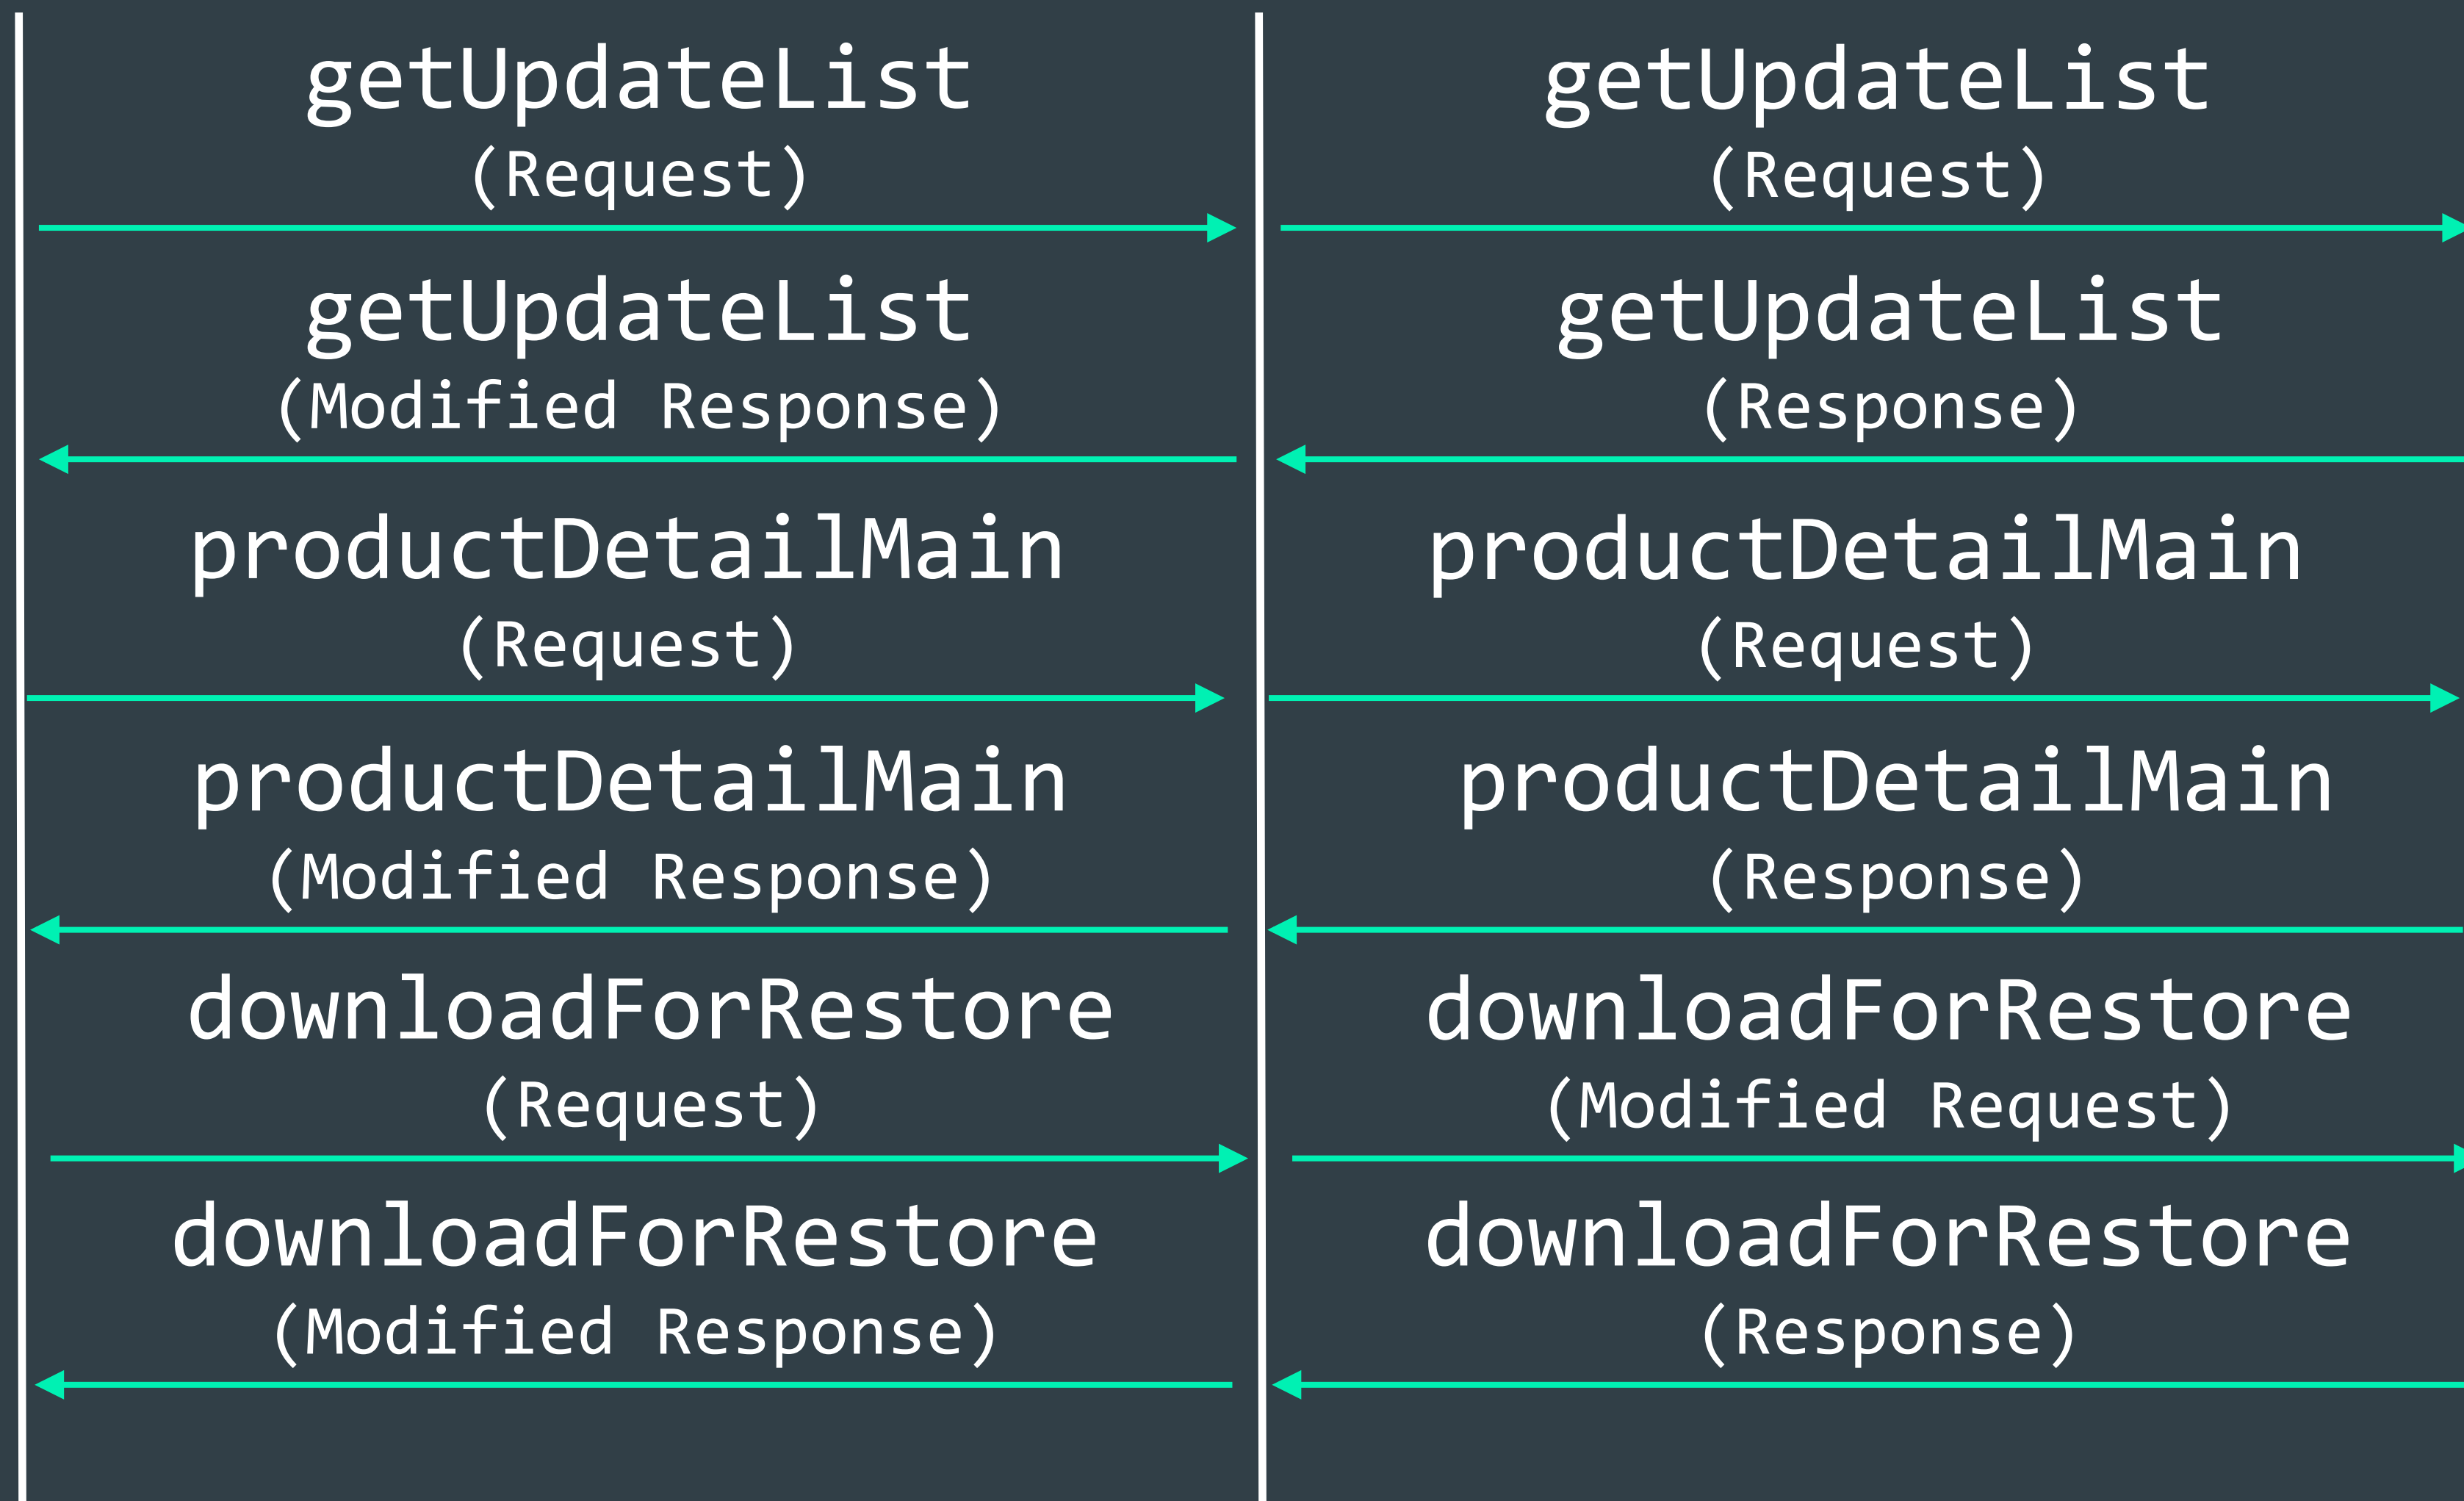 getUpdateList
(Request)
getUpdateList
(Request)
getUpdateList
(Modified Response)
getUpdateList
(Response)
productDetailMain
(Request)
productDetailMain
(Request)
productDetailMain
(Modified Response)
productDetailMain
(Response)
downloadForRestore
(Request)
downloadForRestore
(Modified Request)
downloadForRestore
(Modified Response)
downloadForRestore
(Response)